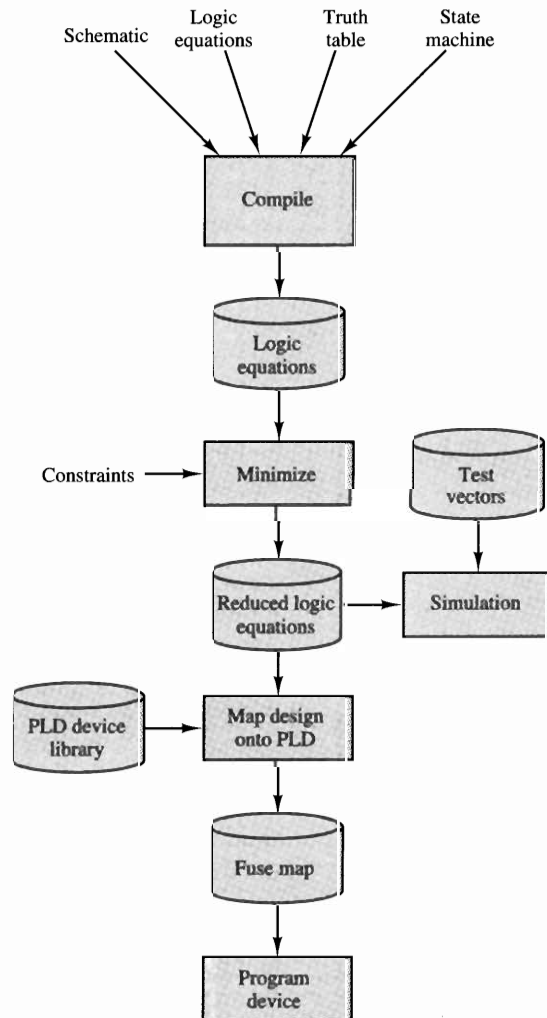 Schematic
Logic
equations
Truth
table
State
machine
Compile
Logic
equations
Constraints
Minimize
Test
vectors
Reduced logic
equations
Simulation
PLD device
library
Map design
onto PLD
Fuse map
Program
device